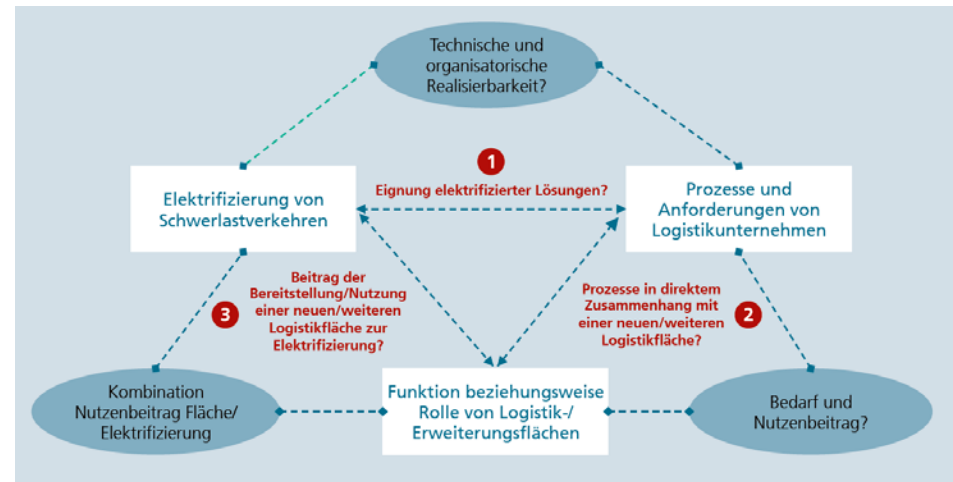 Technische und
organisatorische
Realisierbarkeit?
1
Eignung elektrifizierter Lösungen?
Elektrifizierung von
Schwerlastverkehren
Prozesse und
Anforderungen von
Logistikunternehmen
3
Beitrag der
Bereitstellung/Nutzung
einer neuen/weiteren
Logistikfläche zur
Elektrifizierung?
Prozesse in direktem
Zusammenhang mit
einer neuen/weiteren
Logistikfläche?
2
Kombination
Nutzenbeitrag Fläche/
Elektrifizierung
Funktion beziehungsweise
Rolle von Logistik-/
Erweiterungsflächen
Bedarf und
Nutzenbeitrag?